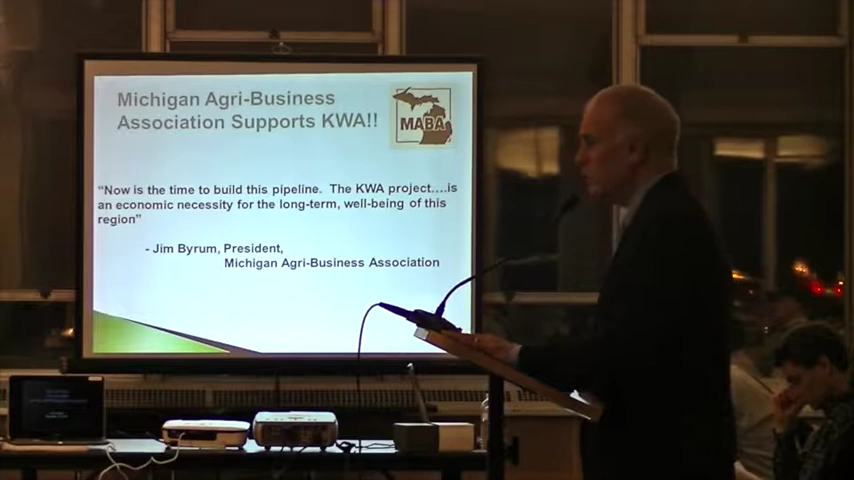 Michigan Agri-Business
Association Supports KWA!!
MABA
“Now is the time to build this pipeline.  The KWA project….is
an economic necessity for the long-term, well-being of this
region”
- Jim Byrum, President,
Michigan Agri-Business Association